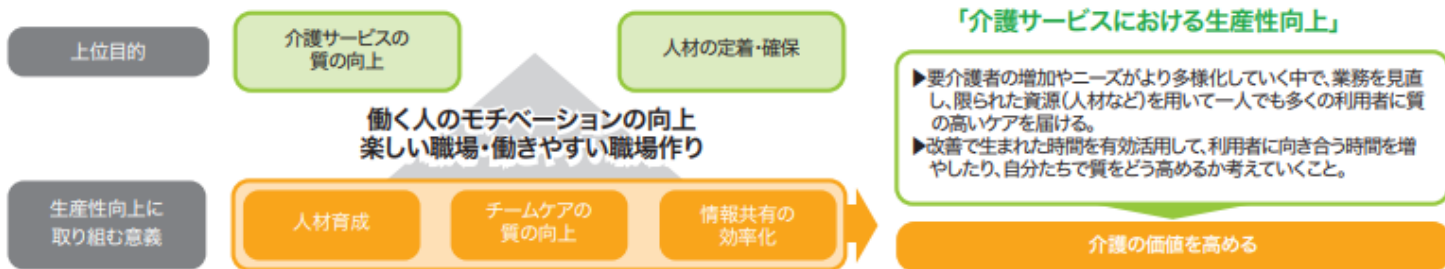 上位目的
介護サービスの
質の向上
人材の定着・確保
働く人のモチベーションの向上
楽しい職場・働きやすい職場作り
生産性向上に
取り組む意義
人材育成
チームケアの
質の向上
情報共有の
効率化
「介護サービスにおける生産性向上」
▶要介護者の増加やニーズがより多様化していく中で、業務を見直
し、限られた資源(人材など)を用いて一人でも多くの利用者に質
の高いケアを届ける。
▶改善で生まれた時間を有効活用して、利用者に向き合う時間を増
やしたり、自分たちで質をどう高めるか考えていくこと。
介護の価値を高める